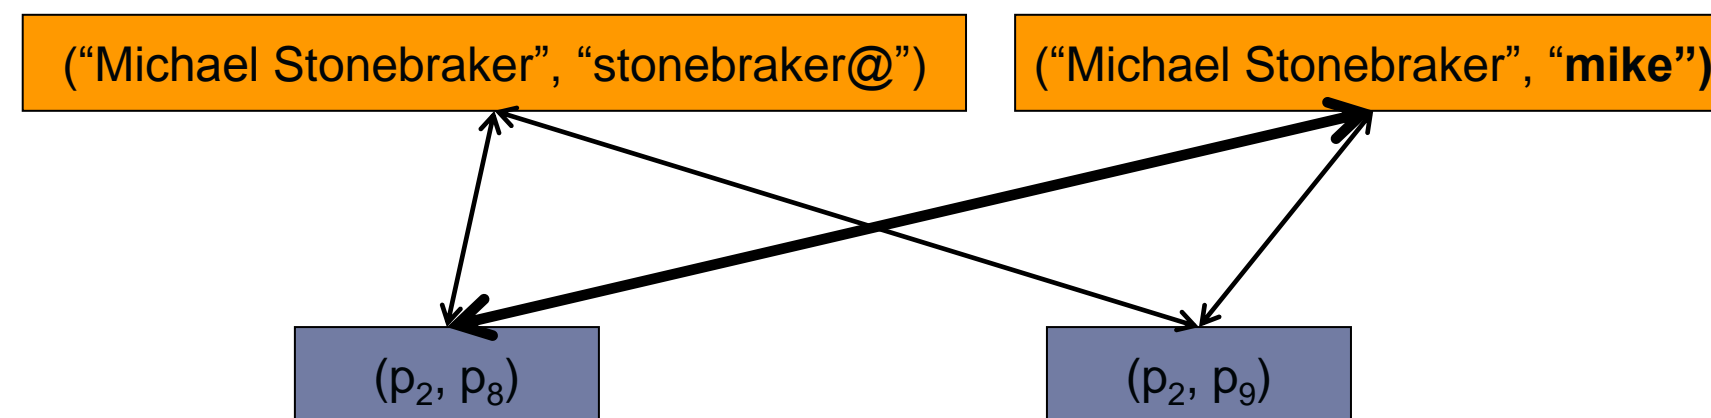 (“Michael Stonebraker”, “stonebraker@”)
(“Michael Stonebraker”, “mike”)
(p₂, p₈)
(p₂, p₉)